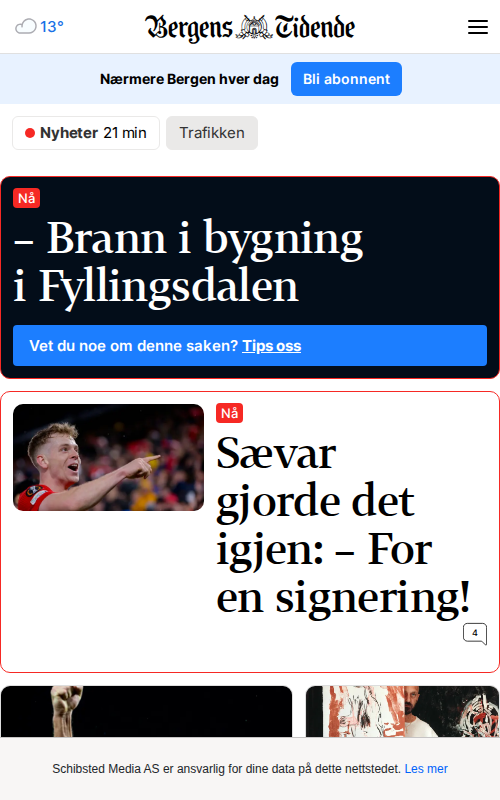 13°
Bergens Tidende
Nærmere Bergen hver dag
Bli abonnent
Nyheter 21 min
Trafikken
Nå
– Brann i bygning
i Fyllingsdalen
Vet du noe om denne saken? Tips oss
Nå
Sævar
gjorde det
igjen: – For
en signering!
4
Schibsted Media AS er ansvarlig for dine data på dette nettstedet. Les mer